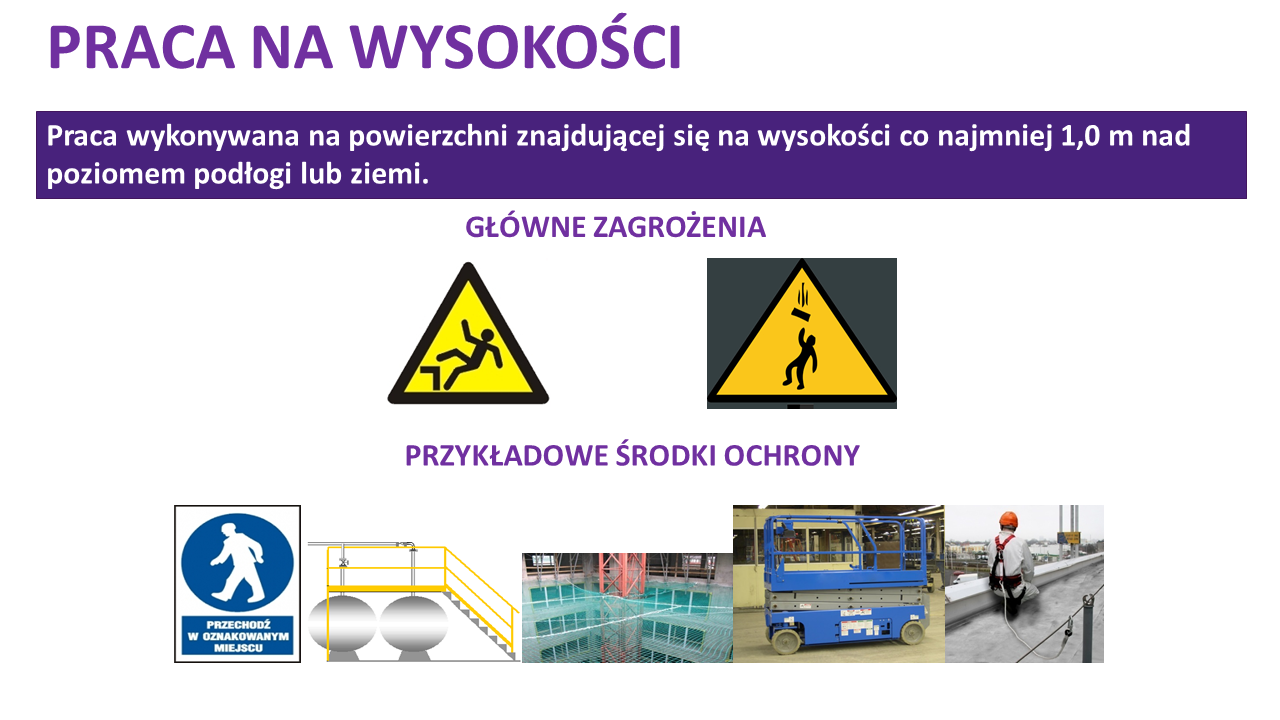 PRACA NA WYSOKOŚCI
Praca wykonywana na powierzchni znajdującej się na wysokości co najmniej 1,0 m nad
poziomem podłogi lub ziemi.
GŁÓWNE ZAGROŻENIA
PRZYKŁADOWE ŚRODKI OCHRONY
PRZECHODŹ
W OZNAKOWANYM
MIEJSCU